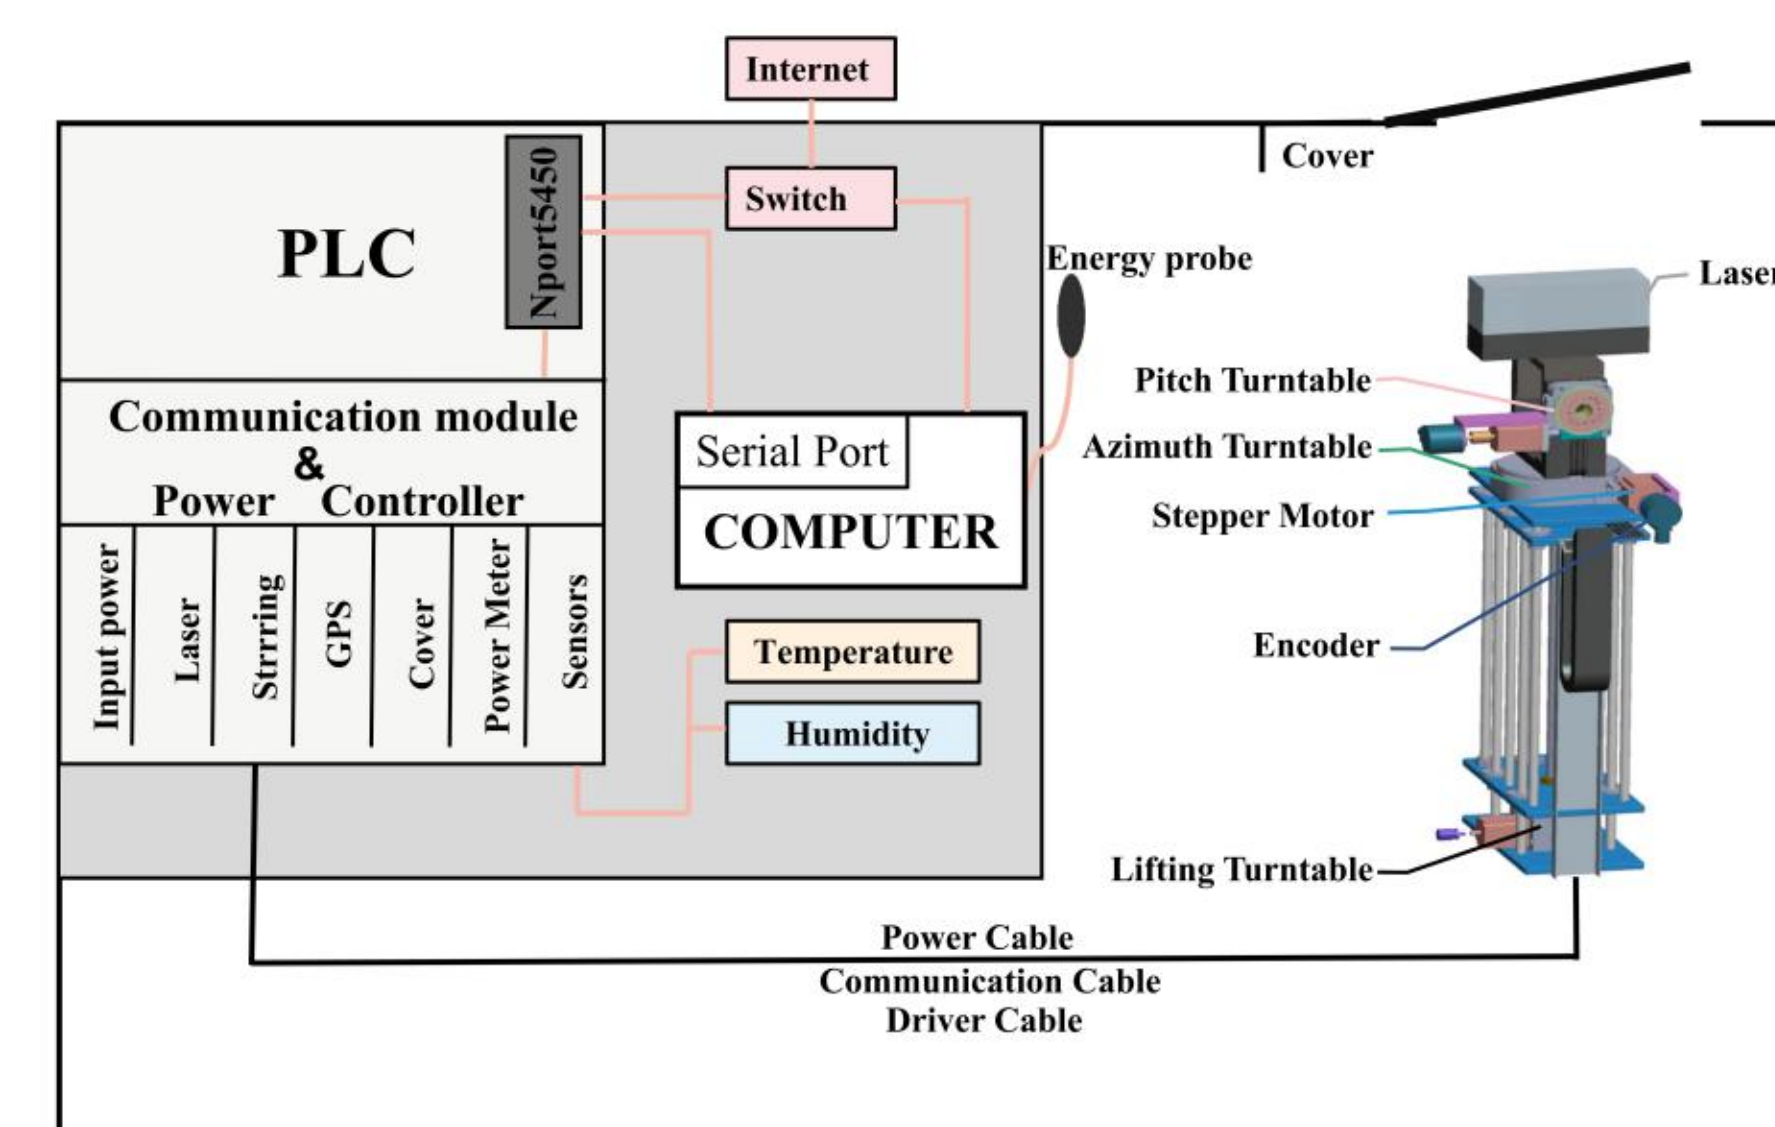 Internet
Cover
PLC
Nport5450
Switch
Energy probe
Laser
Pitch Turntable
Communication module
&
Power Controller
Serial Port
COMPUTER
Azimuth Turntable
Stepper Motor
Input power
Laser
Strrring
GPS
Cover
Power Meter
Sensors
Temperature
Humidity
Encoder
Lifting Turntable
Power Cable
Communication Cable
Driver Cable